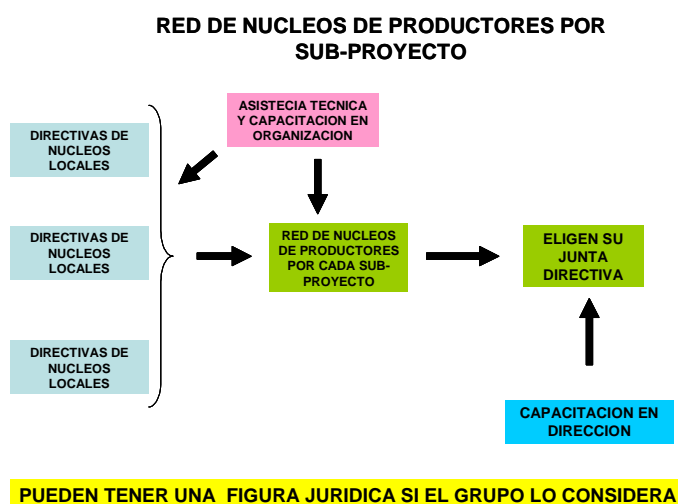 RED DE NUCLEOS DE PRODUCTORES POR
SUB-PROYECTO
ASISTECIA TECNICA
Y CAPACITACION EN
ORGANIZACION
DIRECTIVAS DE
NUCLEOS
LOCALES
DIRECTIVAS DE
NUCLEOS
LOCALES
RED DE NUCLEOS
DE PRODUCTORES
POR CADA SUB-
PROYECTO
ELIGEN SU
JUNTA
DIRECTIVA
DIRECTIVAS DE
NUCLEOS
LOCALES
CAPACITACION EN
DIRECCION
PUEDEN TENER UNA FIGURA JURIDICA SI EL GRUPO LO CONSIDERA